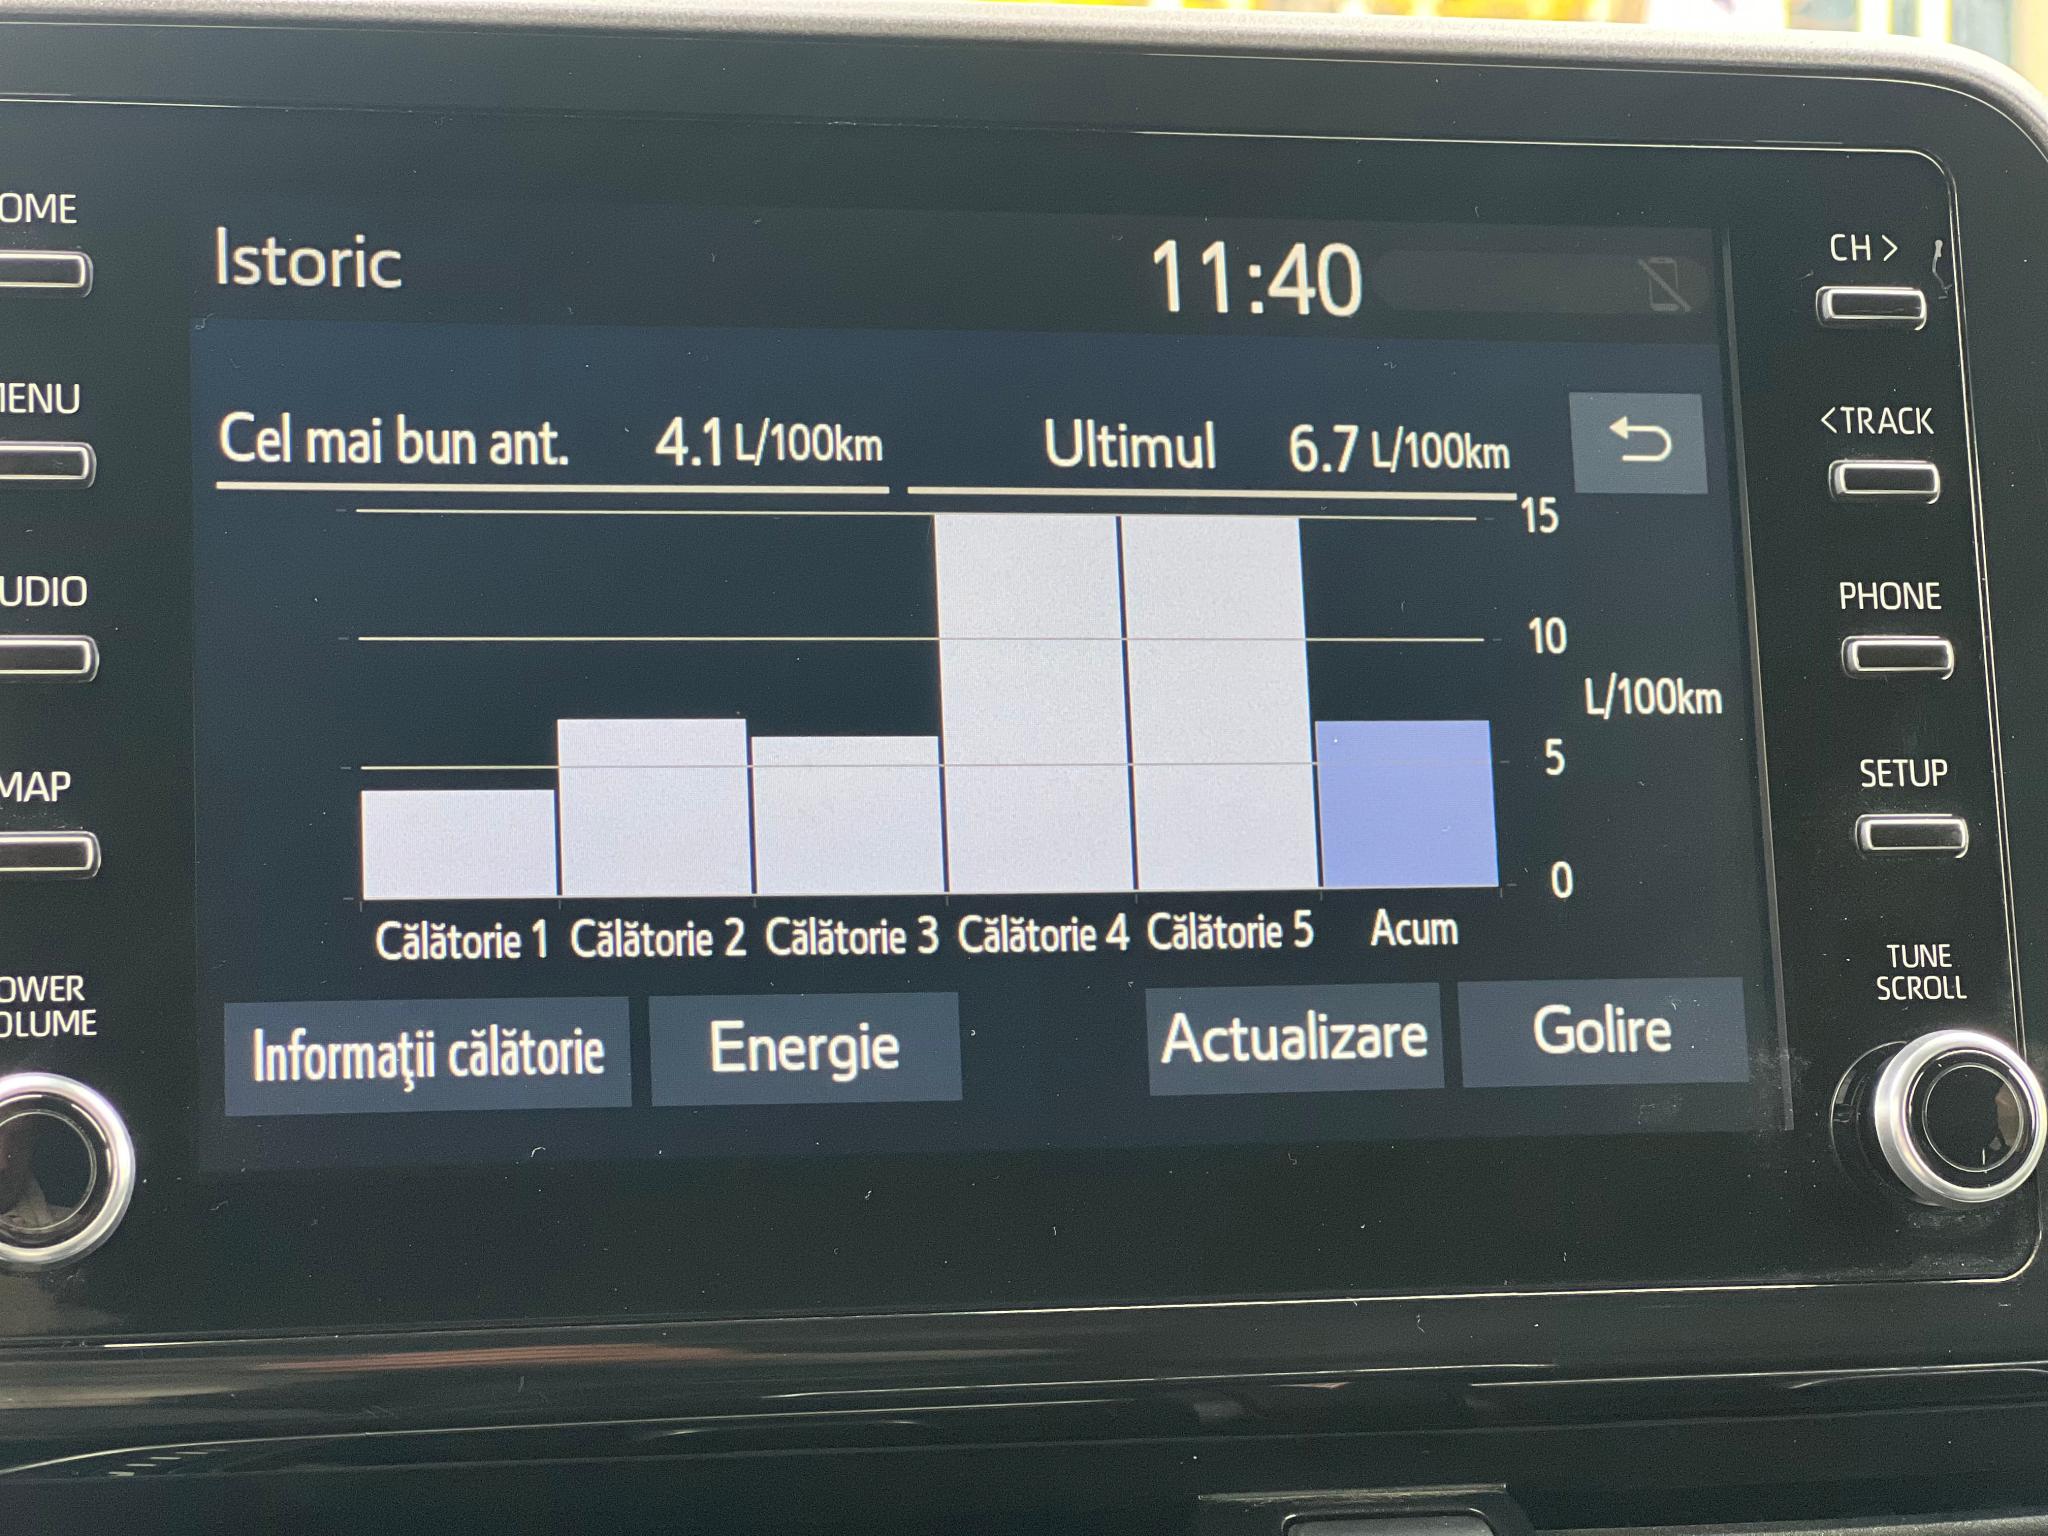 Istoric
11:40
Cel mai bun ant. 4.1 L/100km
Ultimul 6.7 L/100km
15
10
L/100km
5
0
Călătorie 1 Călătorie 2 Călătorie 3 Călătorie 4 Călătorie 5 Acum
Informaţii călătorie
Energie
Actualizare
Golire
OME
MENU
UDIO
MAP
OWER
OLUME
CH >
<TRACK
PHONE
SETUP
TUNE
SCROLL